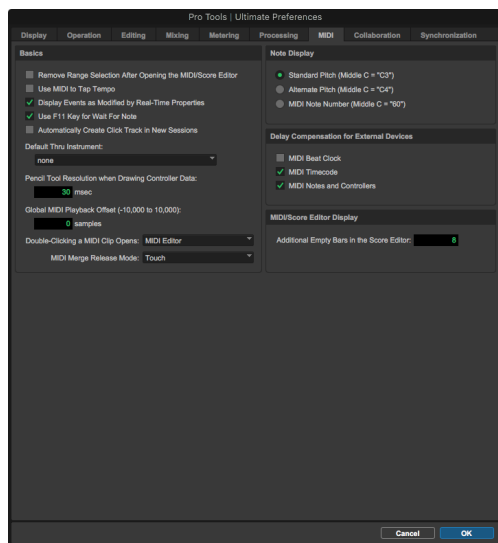 Pro Tools | Ultimate Preferences
Display Operation Editing Mixing Metering Processing MIDI Collaboration Synchronization
Basics
Remove Range Selection After Opening the MIDI/Score Editor
Use MIDI to Tap Tempo
Display Events as Modified by Real-Time Properties
Use F11 Key for Wait For Note
Automatically Create Click Track in New Sessions
Default Thru Instrument:
none
Pencil Tool Resolution when Drawing Controller Data:
30 msec
Global MIDI Playback Offset (-10,000 to 10,000):
0 samples
Double-Clicking a MIDI Clip Opens: MIDI Editor
MIDI Merge Release Mode: Touch
Note Display
Standard Pitch (Middle C = "C3")
Alternate Pitch (Middle C = "C4")
MIDI Note Number (Middle C = "60")
Delay Compensation for External Devices
MIDI Beat Clock
MIDI Timecode
MIDI Notes and Controllers
MIDI/Score Editor Display
Additional Empty Bars in the Score Editor: 8
Cancel OK